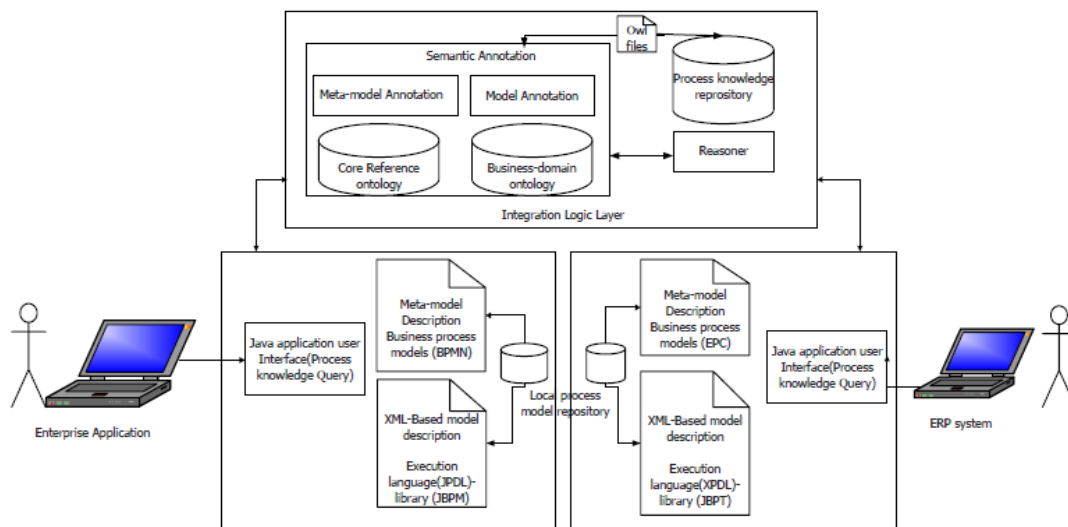 Owl
files
Semantic Annotation
Process knowledge
reprository
Meta-model Annotation
Model Annotation
Core Reference
ontology
Business-domain
ontology
Reasoner
Integration Logic Layer
Java application user
Interface(Process
knowledge Query)
Meta-model
Description
Business process
models (BPMN)
XML-Based model
description
Execution
language(JPDL)-
library (JBPM)
Local process
model repository
Meta-model
Description
Business process
models (EPC)
XML-Based model
description
Execution
language(XPDL)-
library (JBPT)
Java application user
Interface(Process
knowledge Query)
Enterprise Application
ERP system